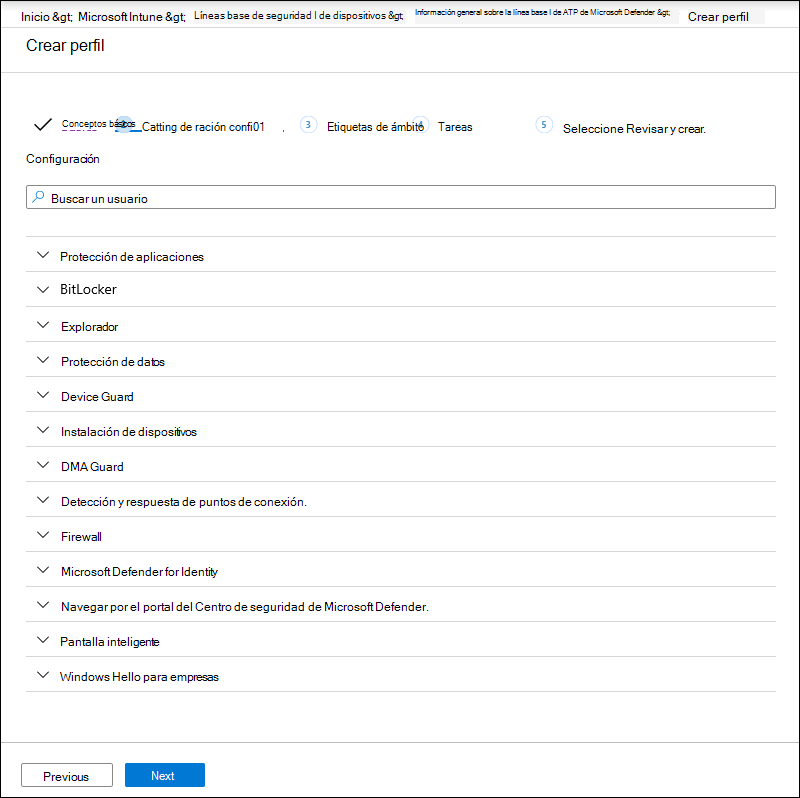 Inicio &gt; Microsoft Intune &gt; Líneas base de seguridad I de dispositivos &gt; Información general sobre la línea base I de ATP de Microsoft Defender &gt; Crear perfil
Crear perfil
Conceptos básicos 2 Catting de ración confi01 . 3 Etiquetas de ámbito 4 Tareas 5 Seleccione Revisar y crear.
Configuración
Buscar un usuario
Protección de aplicaciones
BitLocker
Explorador
Protección de datos
Device Guard
Instalación de dispositivos
DMA Guard
Detección y respuesta de puntos de conexión.
Firewall
Microsoft Defender for Identity
Navegar por el portal del Centro de seguridad de Microsoft Defender.
Pantalla inteligente
Windows Hello para empresas
Previous Next